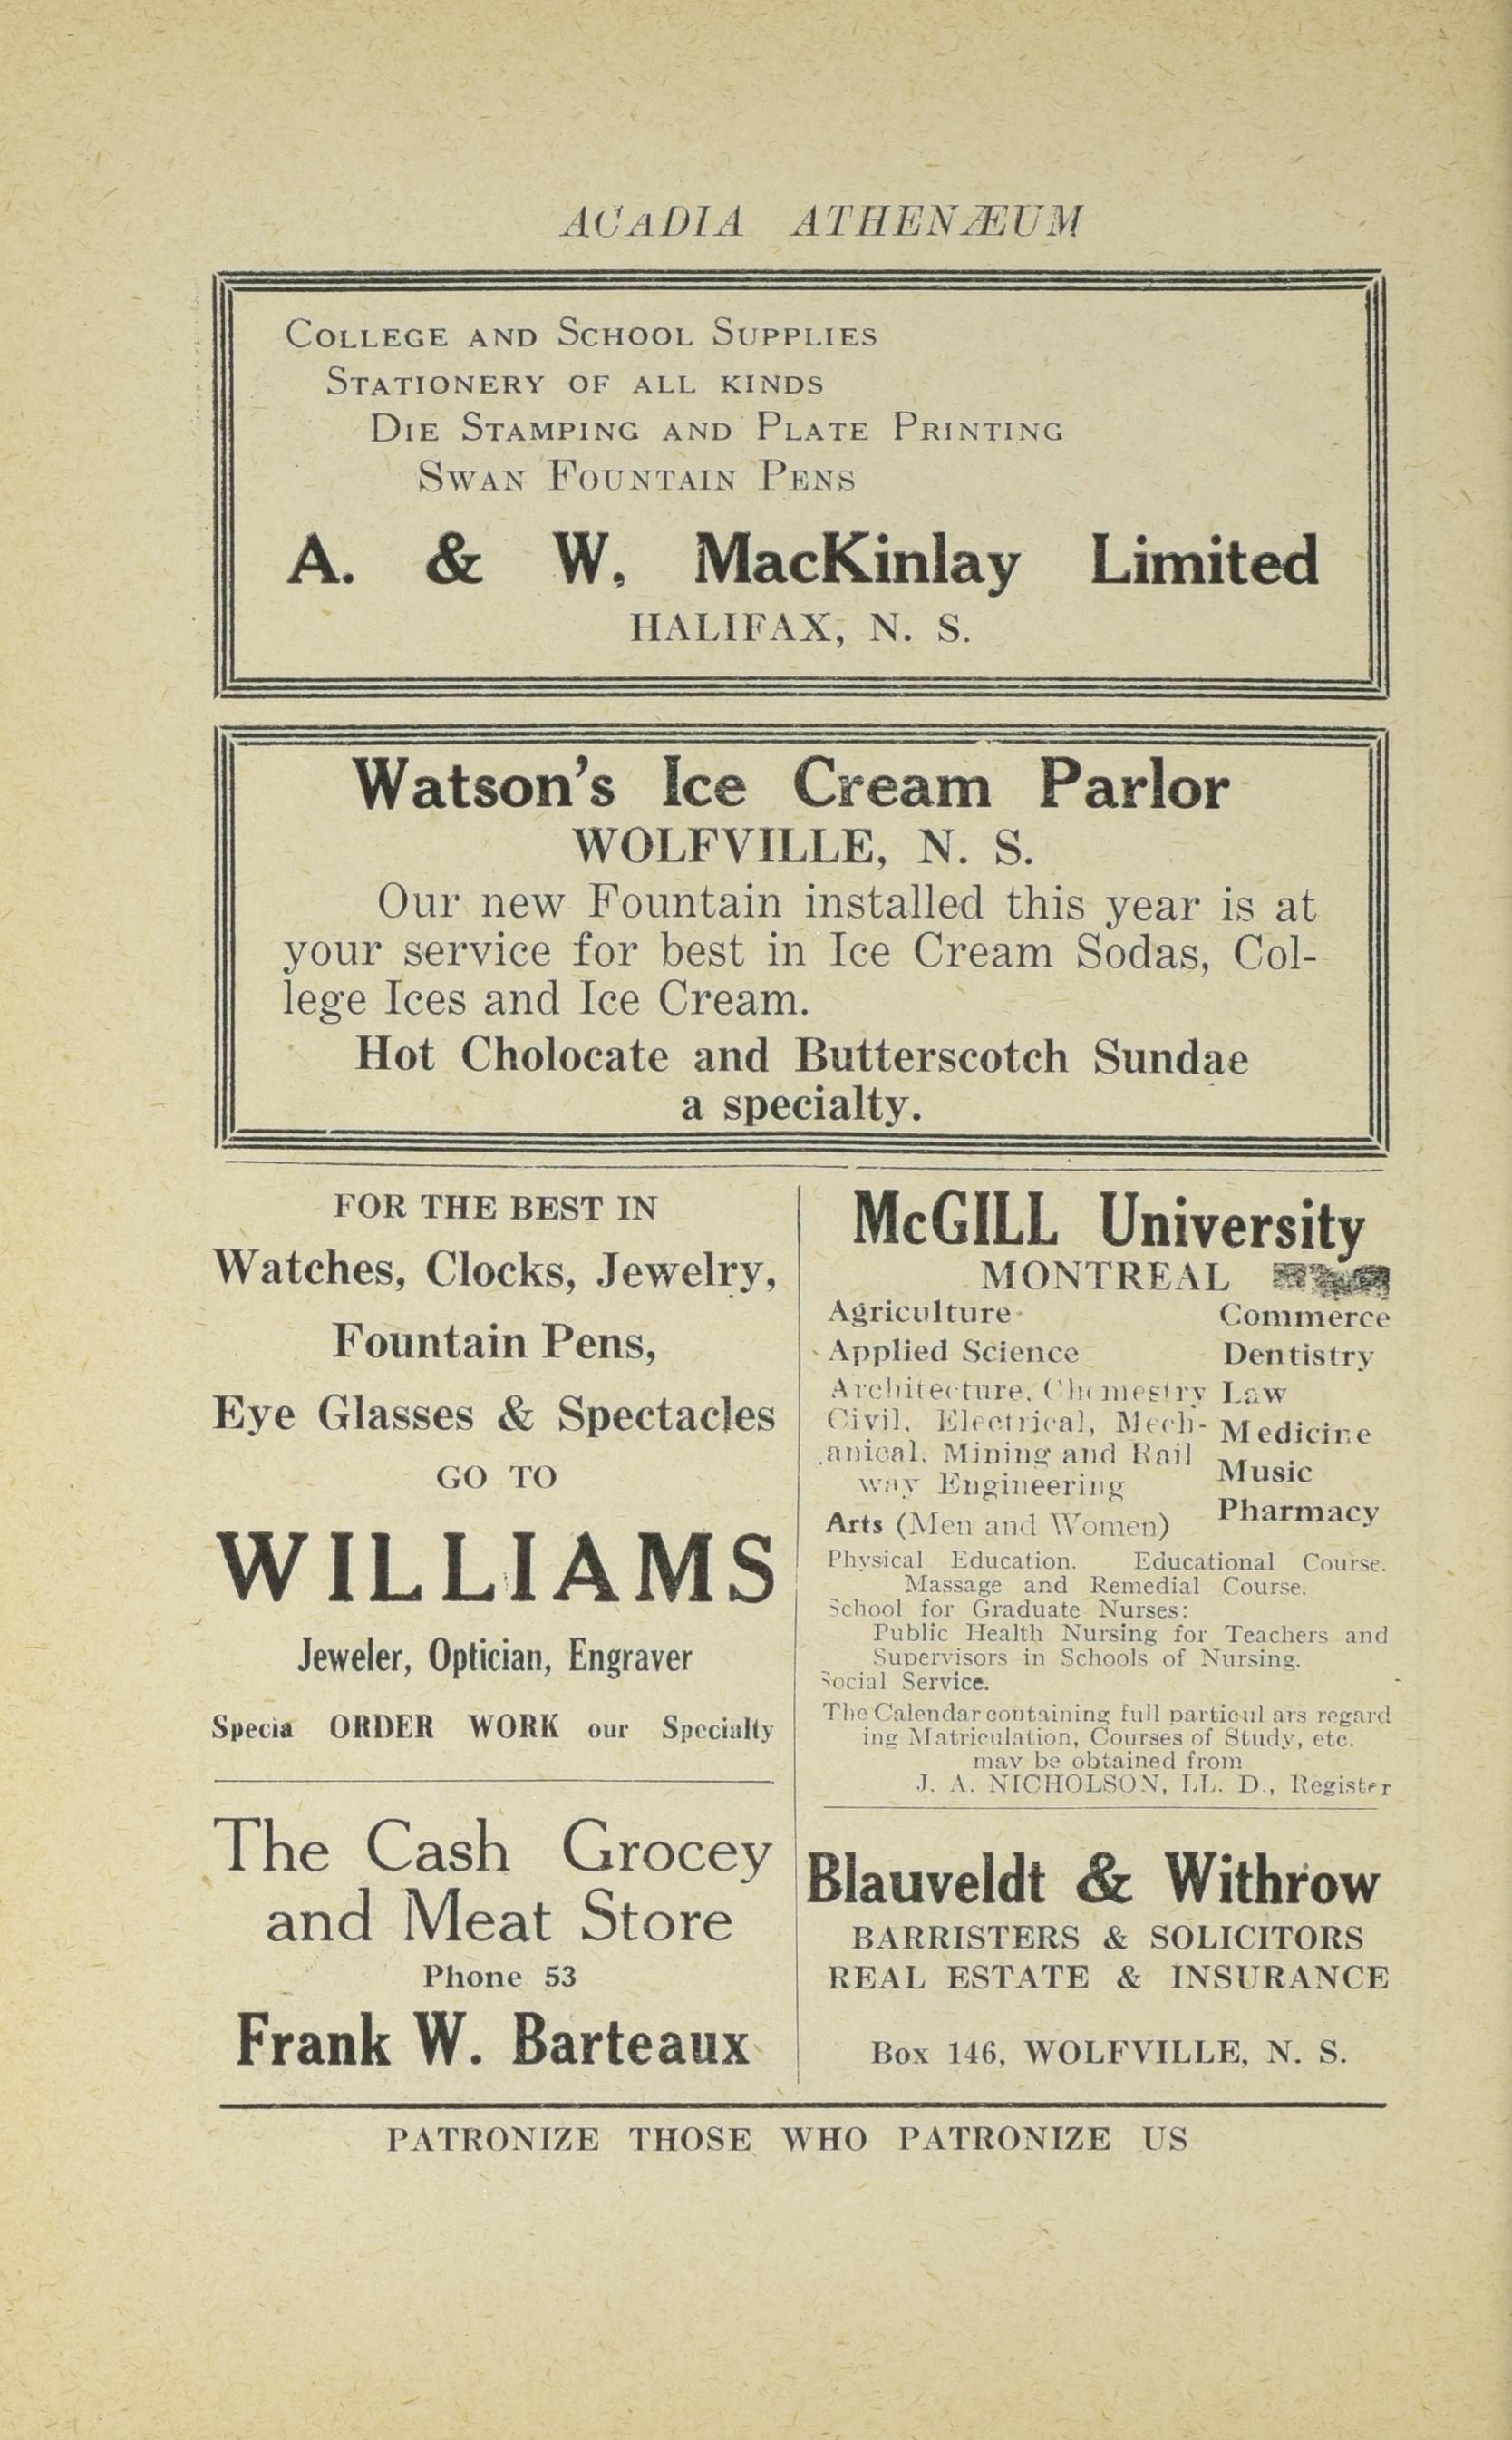 ACADIA ATHENÆUM
COLLEGE AND SCHOOL SUPPLIES
STATIONERY OF ALL KINDS
DIE STAMPING AND PLATE PRINTING
SWAN FOUNTAIN PENS
A. & W. MacKinlay Limited
HALIFAX, N. S.
Watson's Ice Cream Parlor
WOLFVILLE, N. S.
Our new Fountain installed this year is at
your service for best in Ice Cream Sodas, Col-
lege Ices and Ice Cream.
Hot Cholocate and Butterscotch Sundae
a specialty.
FOR THE BEST IN
Watches, Clocks, Jewelry,
Fountain Pens,
Eye Glasses & Spectacles
GO TO
WILLIAMS
Jeweler, Optician, Engraver
Specia ORDER WORK our Specialty
The Cash Grocey
and Meat Store
Phone 53
Frank W. Barteaux
McGILL University
MONTREAL
Agriculture
Applied Science
Architecture, Chemestry
Civil, Electrical, Mech-
anical, Mining and Rail
way Engineering
Arts (Men and Women)
Commerce
Dentistry
Law
Medicine
Music
Pharmacy
Physical Education. Educational Course.
Massage and Remedial Course.
School for Graduate Nurses:
Public Health Nursing for Teachers and
Supervisors in Schools of Nursing.
Social Service.
The Calendar containing full particul ars regard
ing Matriculation, Courses of Study, etc.
may be obtained from
J. A. NICHOLSON, LL. D., Register
Blauveldt & Withrow
BARRISTERS & SOLICITORS
REAL ESTATE & INSURANCE
Box 146, WOLFVILLE, N. S.
PATRONIZE THOSE WHO PATRONIZE US